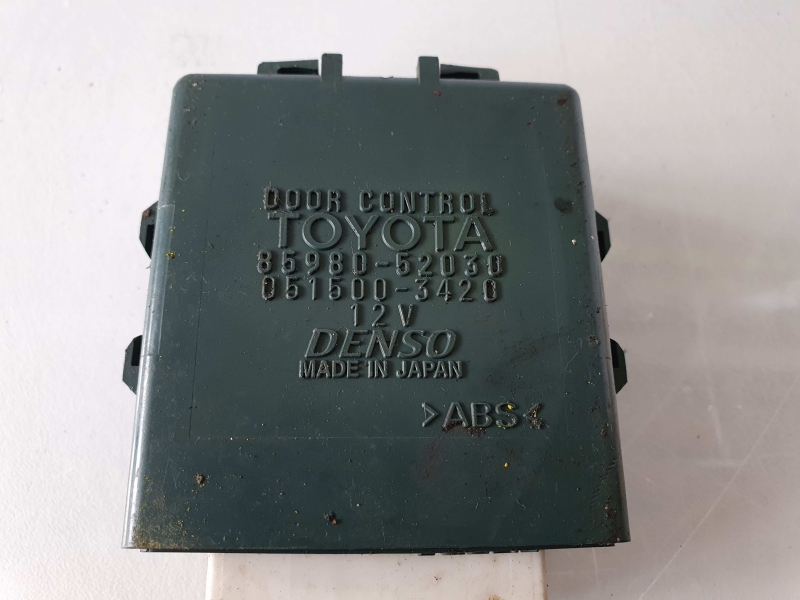 DOOR CONTROL
TOYOTA
85980-52030
051500-3420
12V
DENSO
MADE IN JAPAN
>ABS<